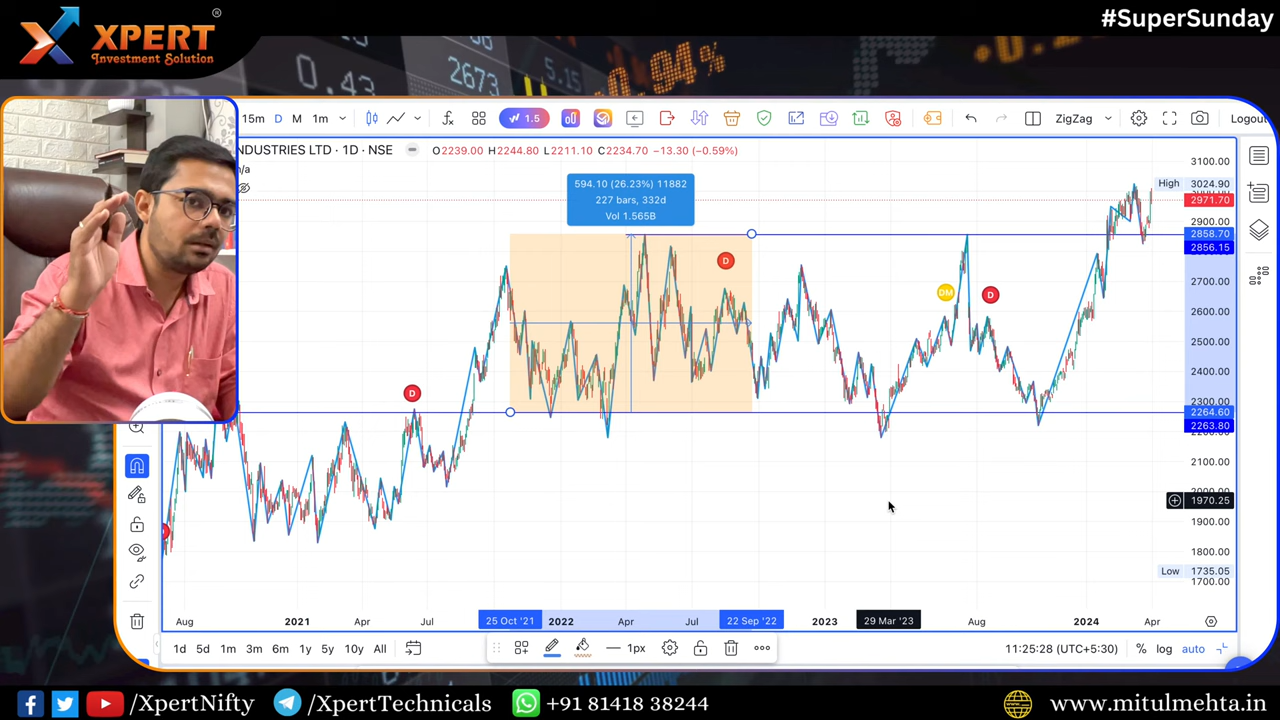 XPERT
Investment Solution
#SuperSunday
15m D M 1m
1.5
ZigZag
Logout
INDUSTRIES LTD · 1D · NSE
O2239.00 H2244.80 L2211.10 C2234.70 −13.30 (−0.59%)
n/a
594.10 (26.23%) 11882
227 bars, 332d
Vol 1.565B
D
D
DM
D
3100.00
High 3024.90
2971.70
2900.00
2858.70
2856.15
2700.00
2600.00
2500.00
2400.00
2300.00
2264.60
2263.80
2100.00
2000.00
1970.25
1900.00
1800.00
Low 1735.05
1700.00
Aug 2021 Apr Jul 25 Oct '21 2022 Apr Jul 22 Sep '22 2023 29 Mar '23 Aug 2024 Apr
1d 5d 1m 3m 6m 1y 5y 10y All
1px
11:25:28 (UTC+5:30) % log auto
/XpertNifty
/XpertTechnicals
+91 81418 38244
www.mitulmehta.in